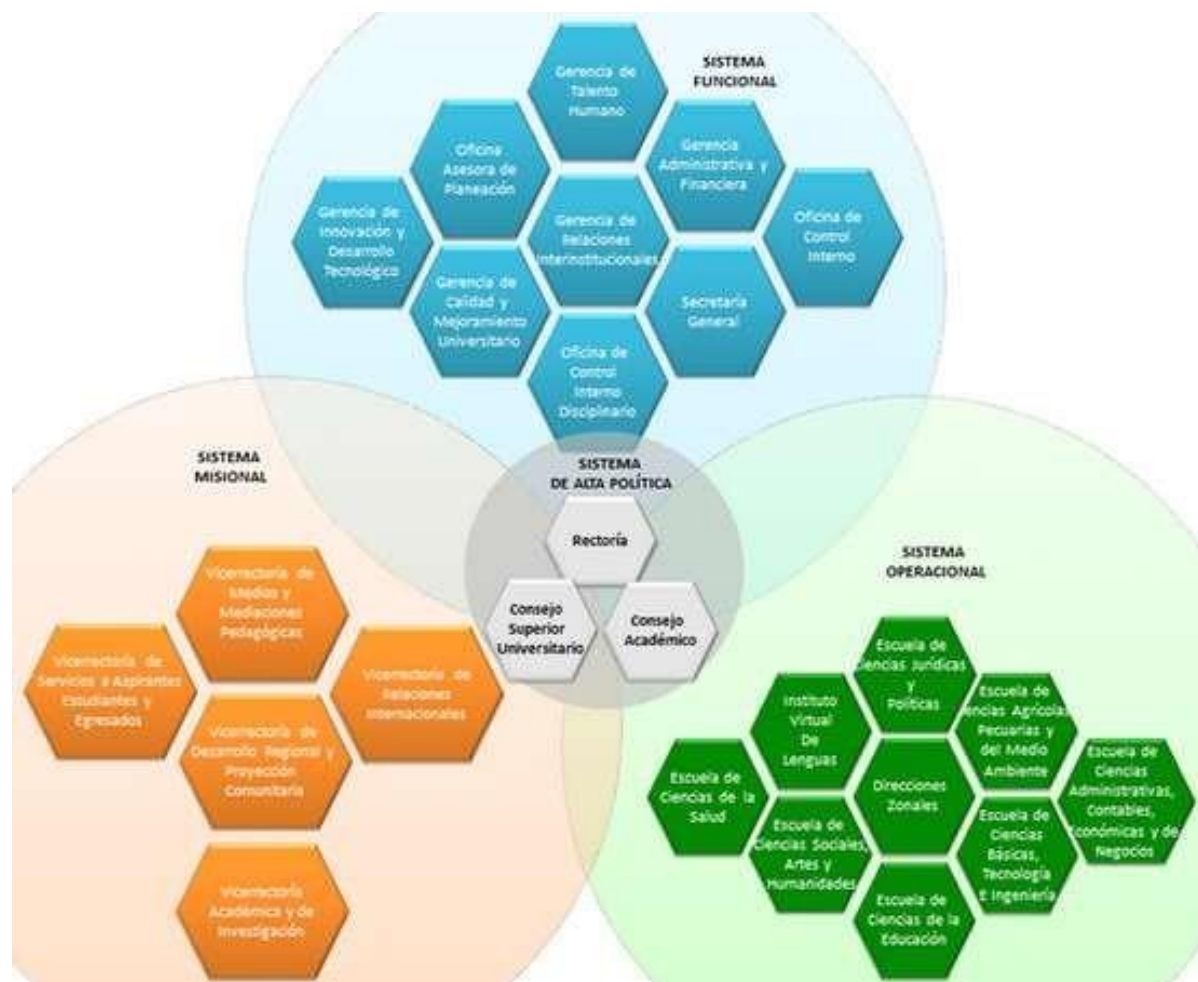 SISTEMA
FUNCIONAL
Gerencia de
Talento
Humano
Oficina
Asesora de
Planeación
Gerencia
Administrativa y
Financiera
Gerencia de
Innovación y
Desarrollo
Tecnológico
Gerencia de
Relaciones
Interinstitucionales
Oficina de
Control
Interno
Gerencia de
Calidad y
Mejoramiento
Universitario
Secretaría
General
Oficina de
Control
Interno
Disciplinario
SISTEMA
MISIONAL
Vicerrectoría de
Medios y
Mediaciones
Pedagógicas
Vicerrectoría de
Servicios a Aspirantes
Estudiantes y
Egresados
Vicerrectoría de
Relaciones
Internacionales
Vicerrectoría de
Desarrollo Regional y
Proyección
Comunitaria
Vicerrectoría
Académica y de
Investigación
SISTEMA
DE ALTA POLÍTICA
Rectoría
Consejo
Superior
Universitario
Consejo
Académico
SISTEMA
OPERACIONAL
Escuela de
Ciencias Jurídicas
y
Políticas
Instituto
Virtual
De
Lenguas
Escuela de
Ciencias Agrícolas,
Pecuarias y
del Medio
Ambiente
Escuela de
Ciencias de la
Salud
Direcciones
Zonales
Escuela de
Ciencias
Administrativas,
Contables,
Económicas y de
Negocios
Escuela de
Ciencias Sociales,
Artes y
Humanidades
Escuela de
Ciencias
Básicas,
Tecnología
E Ingeniería
Escuela de
Ciencias de la
Educación